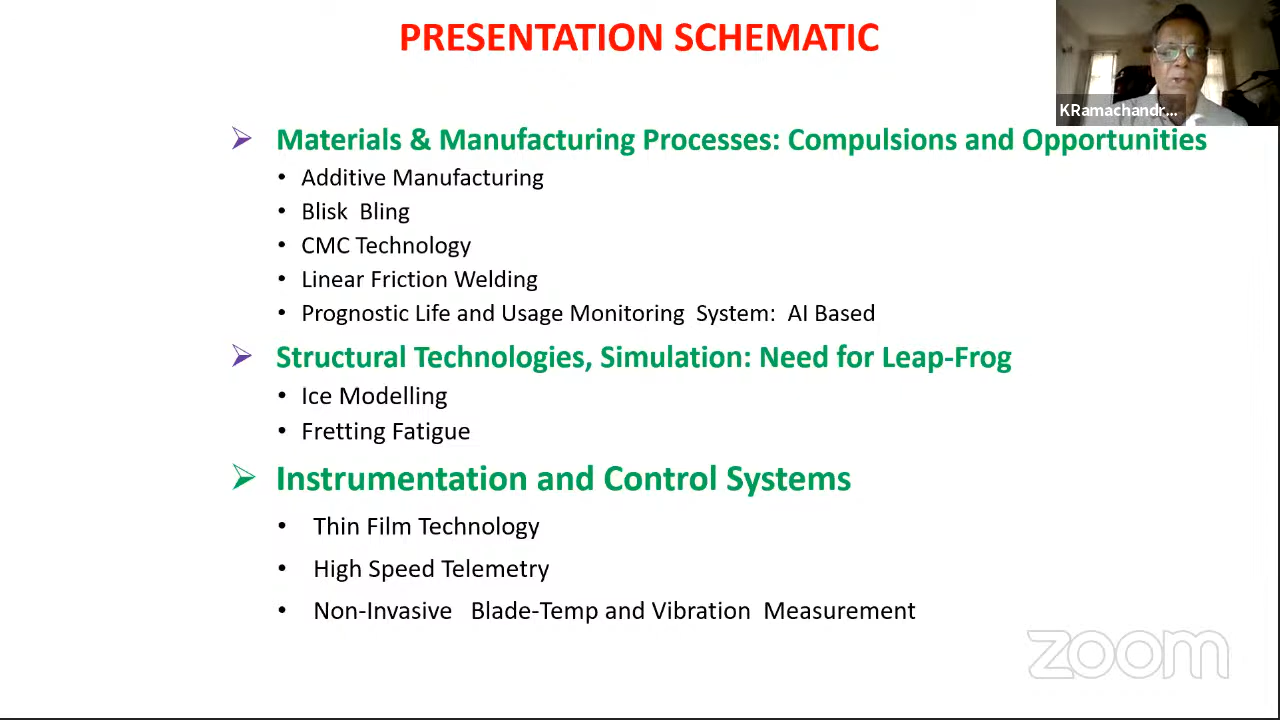 PRESENTATION SCHEMATIC
KRamachandr...
Materials & Manufacturing Processes: Compulsions and Opportunities
Additive Manufacturing
Blisk Bling
CMC Technology
Linear Friction Welding
Prognostic Life and Usage Monitoring System: AI Based
Structural Technologies, Simulation: Need for Leap-Frog
Ice Modelling
Fretting Fatigue
Instrumentation and Control Systems
Thin Film Technology
High Speed Telemetry
Non-Invasive Blade-Temp and Vibration Measurement
zoom